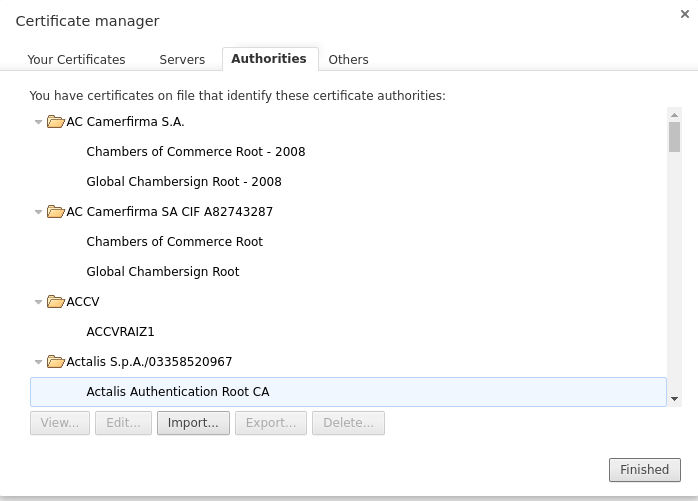 Certificate manager
Your Certificates Servers Authorities Others
You have certificates on file that identify these certificate authorities:
AC Camerfirma S.A.
Chambers of Commerce Root - 2008
Global Chambersign Root - 2008
AC Camerfirma SA CIF A82743287
Chambers of Commerce Root
Global Chambersign Root
ACCV
ACCVRAIZ1
Actalis S.p.A./03358520967
Actalis Authentication Root CA
View... Edit... Import... Export... Delete...
Finished